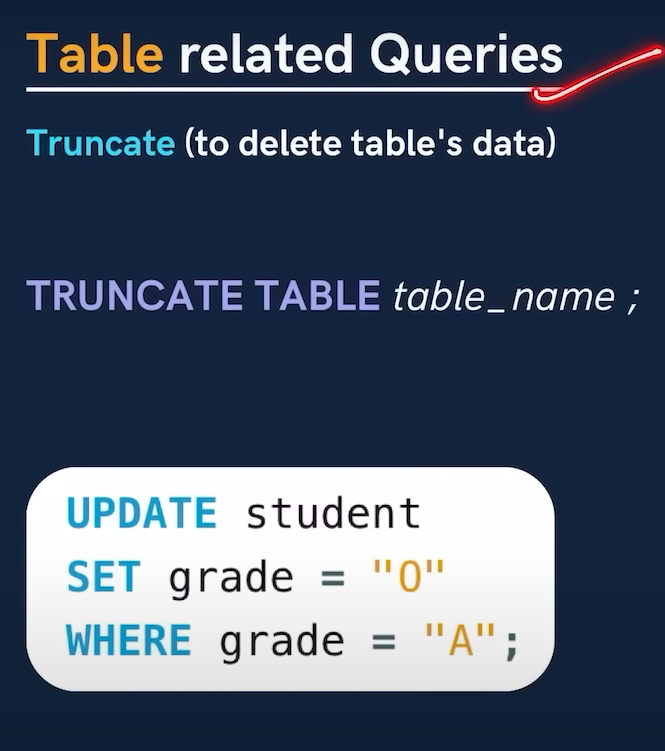 Table related Queries
Truncate (to delete table's data)
TRUNCATE TABLE table_name ;
UPDATE student
SET grade = "O"
WHERE grade = "A";